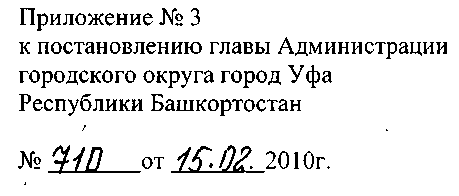 Приложение № 3
к постановлению главы Администрации
городского округа город Уфа
Республики Башкортостан
№ 710 от 15.02. 2010г.